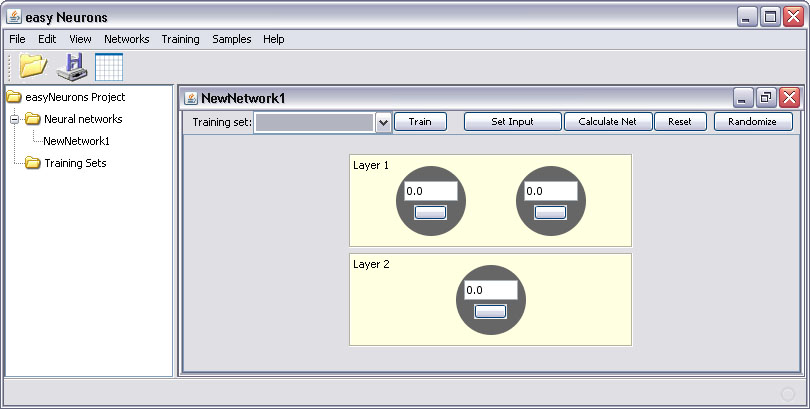 easy Neurons
File Edit View Networks Training Samples Help
easyNeurons Project
Neural networks
NewNetwork1
Training Sets
NewNetwork1
Training set: Train Set Input Calculate Net Reset Randomize
Layer 1
0.0 0.0
Layer 2
0.0